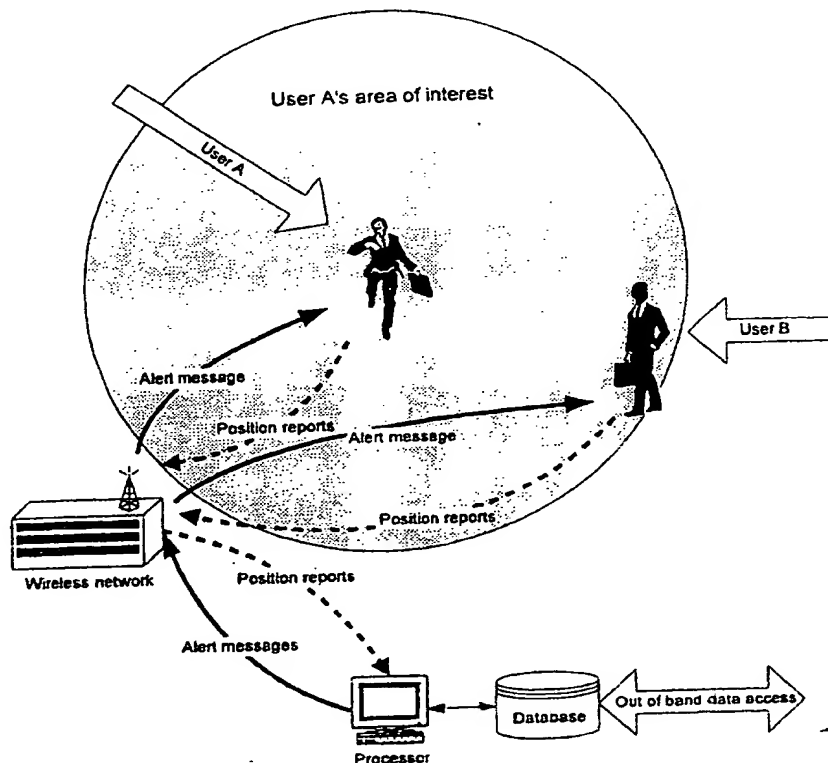 User A's area of interest
User A
User B
Alert message
Position reports
Alert message
Position reports
Wireless network
Position reports
Alert messages
Out of band data access
Database
Processor